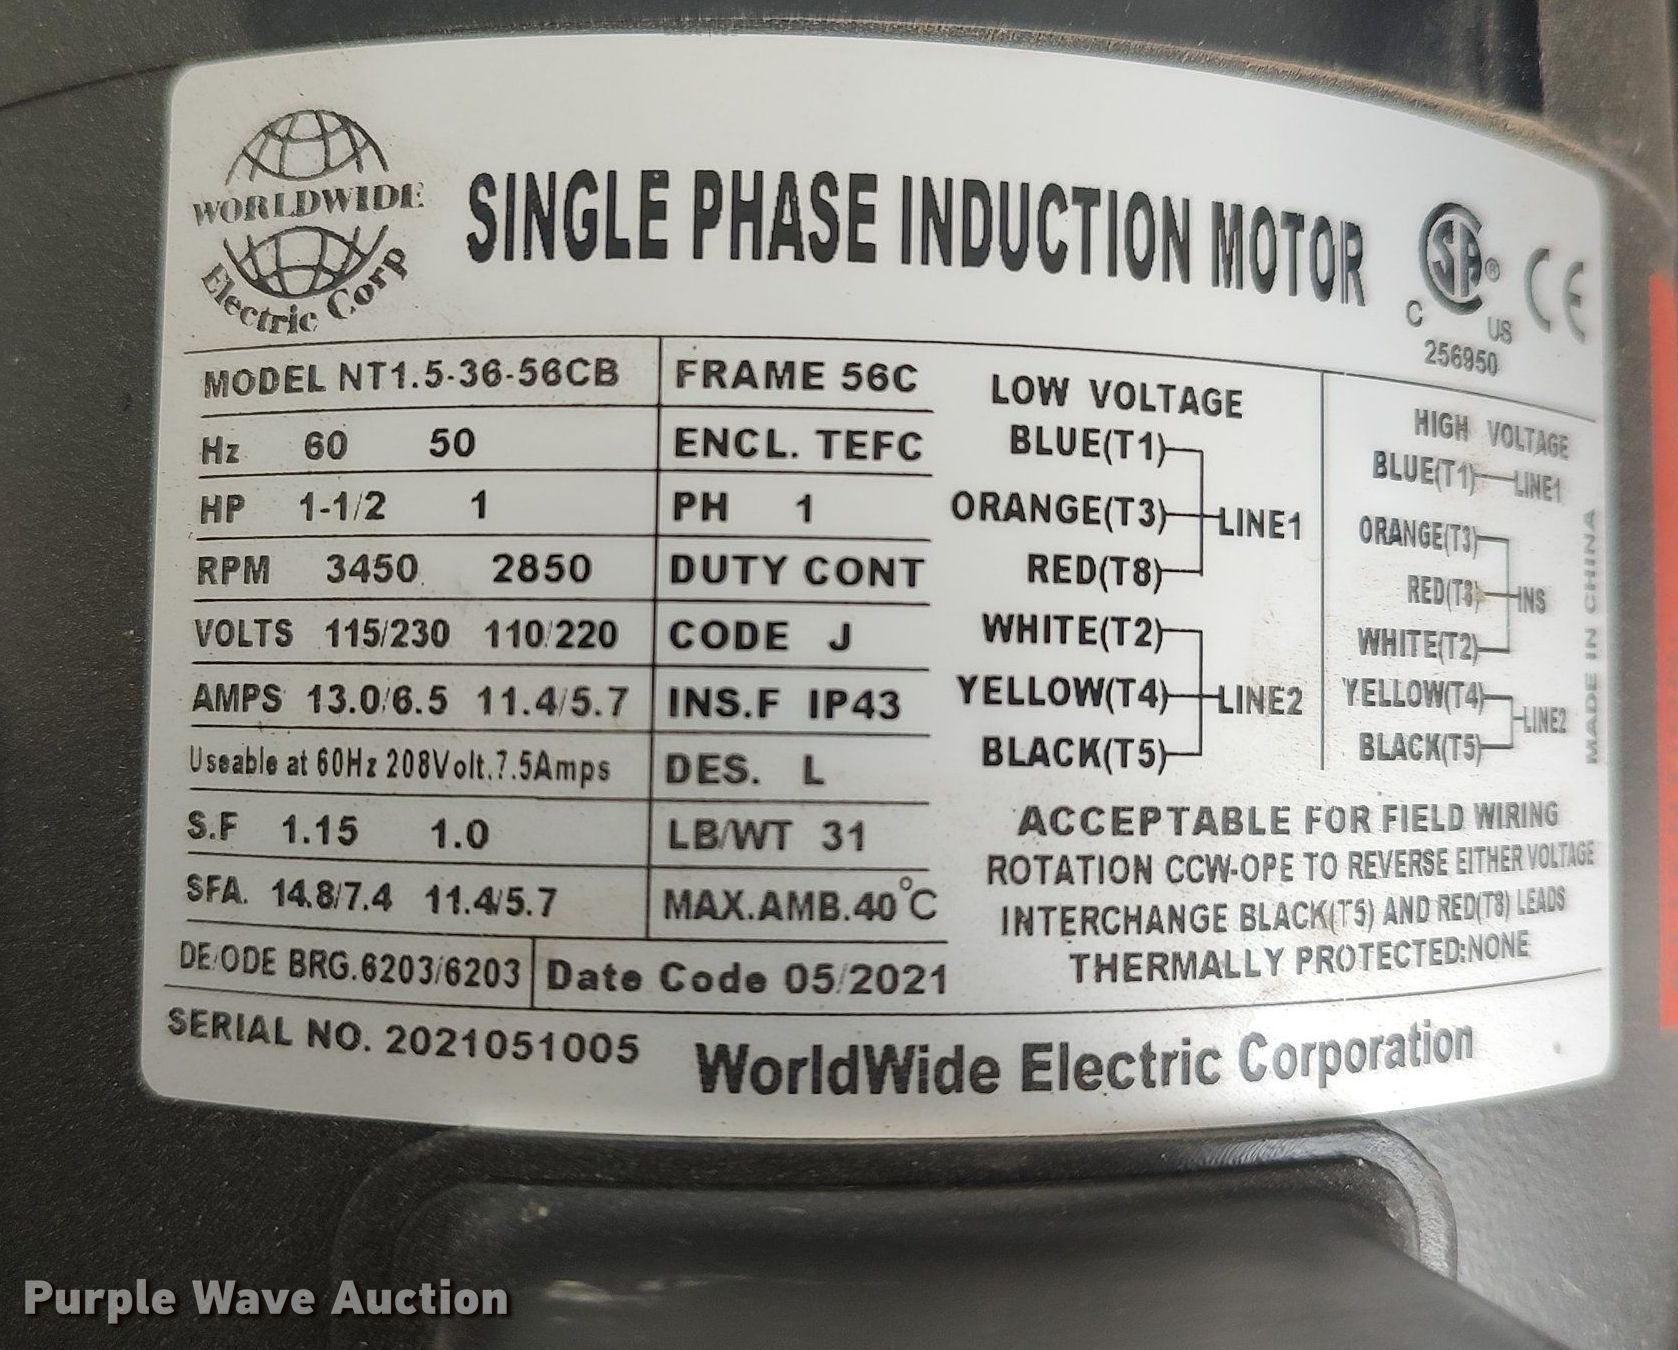 WORLDWIDE
Electric Corp
SINGLE PHASE INDUCTION MOTOR
SA ®
C US
256950
CE
MODEL NT1.5-36-56CB
FRAME 56C
Hz 60 50
ENCL. TEFC
HP 1-1/2 1
PH 1
RPM 3450 2850
DUTY CONT
VOLTS 115/230 110/220
CODE J
AMPS 13.0/6.5 11.4/5.7
INS.F IP43
Useable at 60Hz 208Volt.7.5Amps
DES. L
S.F 1.15 1.0
LB/WT 31
SFA. 14.8/7.4 11.4/5.7
MAX.AMB.40°C
DE/ODE BRG.6203/6203
Date Code 05/2021
LOW VOLTAGE
BLUE(T1)
ORANGE(T3) LINE1
RED(T8)
WHITE(T2)
YELLOW(T4) LINE2
BLACK(T5)
HIGH VOLTAGE
BLUE(T1) LINE1
ORANGE(T3)
RED(T8) INS
WHITE(T2)
YELLOW(T4) LINE2
BLACK(T5)
MADE IN CHINA
ACCEPTABLE FOR FIELD WIRING
ROTATION CCW-OPE TO REVERSE EITHER VOLTAGE
INTERCHANGE BLACK(T5) AND RED(T8) LEADS
THERMALLY PROTECTED:NONE
SERIAL NO. 2021051005
WorldWide Electric Corporation
Purple Wave Auction